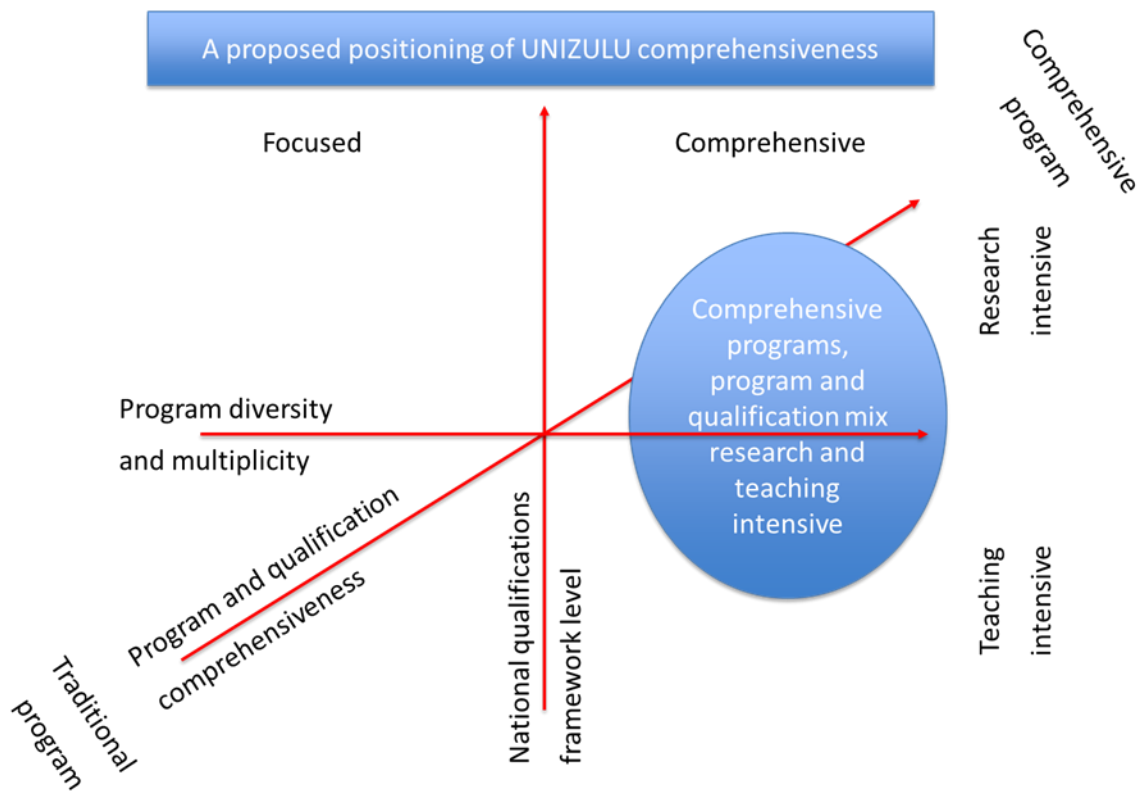 A proposed positioning of UNIZULU comprehensiveness
Focused
Comprehensive
Comprehensive
program
Research
intensive
Comprehensive
programs,
program and
qualification mix
research and
teaching
intensive
Program diversity
and multiplicity
Program and qualification
comprehensiveness
National qualifications
framework level
Teaching
intensive
Traditional
program